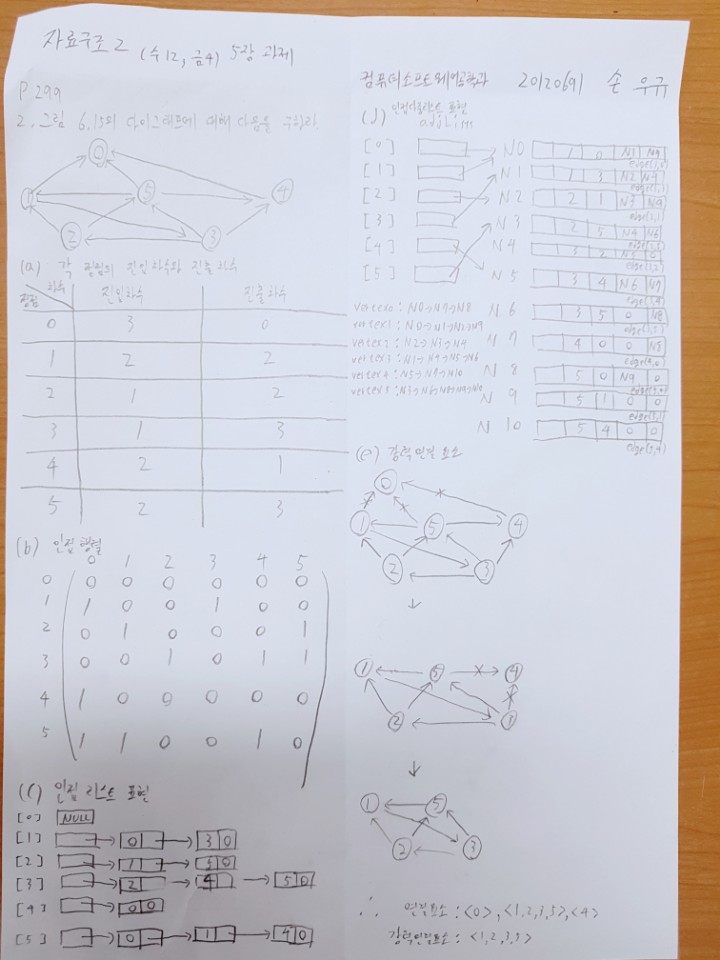 자료구조 2 (수12, 금4) 5장 과제
P.299
2. 그림 6.15의 다이그래프에 대해 다음을 구하라.
0
1 5 4
2 3
(a) 각 정점의 진입차수와 진출차수
정점 차수 진입차수 진출차수
0 3 0
1 2 2
2 1 2
3 1 3
4 2 1
5 2 3
(b) 인접행렬
0 1 2 3 4 5
0 0 0 0 0 0 0
1 1 0 0 1 0 0
2 0 1 0 0 0 1
3 0 0 1 0 1 1
4 1 0 0 0 0 0
5 1 1 0 0 1 0
(c) 인접 리스트 표현
[0] NULL
[1] 0 3 0
[2] 1 5 0
[3] 2 4 5 0
[4] 0 0
[5] 0 1 4 0
컴퓨터소프트웨어공학과 20120691 손 우규
(d) 인접다중리스트 표현
adjLists
[0] N0 1 0 N1 N4
edge(1,0)
[1] N1 1 3 N2 N4
[2] N2 2 1 N3 N4
edge(2,1)
[3] N3 2 5 N4 N6
[4] N4 3 2 N5 0
[5] N5 3 4 N6 N7
edge(3,4)
N6 3 5 0 N8
N7 4 0 0 N8
edge(4,0)
N8 5 0 N9 0
edge(5,0)
N9 5 1 0 0
edge(5,1)
N10 5 4 0 0
edge(5,4)
vertex0: N0→N7→N8
vertex1: N0→N1→N2→N9
vertex2: N2→N3→N4
vertex3: N1→N4→N5→N6
vertex4: N5→N7→N10
vertex5: N3→N6→N8→N9→N10
(e) 강력 연결 요소
0
1 5 4
2 3
1 5 4
2 3
1 5
2 3
∴ 연결요소: <0>, <1,2,3,5>, <4>
강력연결요소: <1,2,3,5>